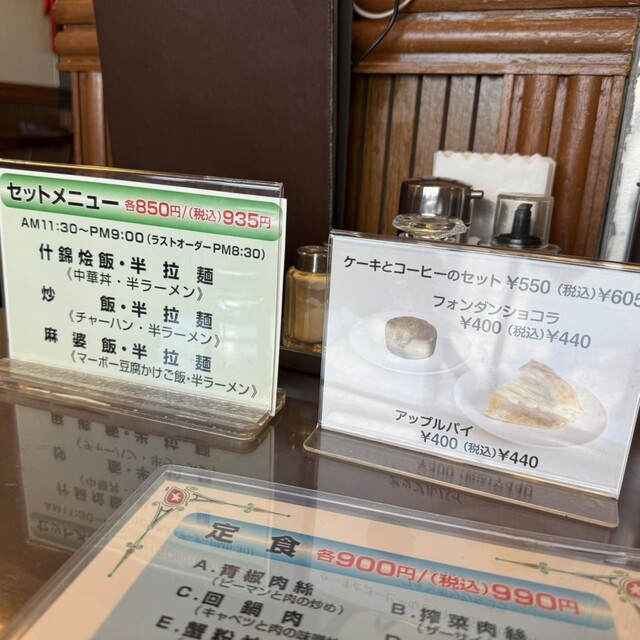 セットメニュー 各850円/(税込)935円
AM11:30～PM9:00(ラストオーダーPM8:30)
什錦烩飯・半拉麺
《中華丼・半ラーメン》
炒飯・半拉麺
《チャーハン・半ラーメン》
麻婆飯・半拉麺
《マーボー豆腐かけご飯・半ラーメン》
ケーキとコーヒーのセット ¥550 (税込)¥605
フォンダンショコラ
¥400 (税込)¥440
アップルパイ
¥400 (税込)¥440
定食 各900円/(税込)990円
A.青椒肉絲
(ピーマンと肉の炒め)
B.搾菜肉絲
C.回鍋肉
(キャベツと肉の味噌
E.蟹粉